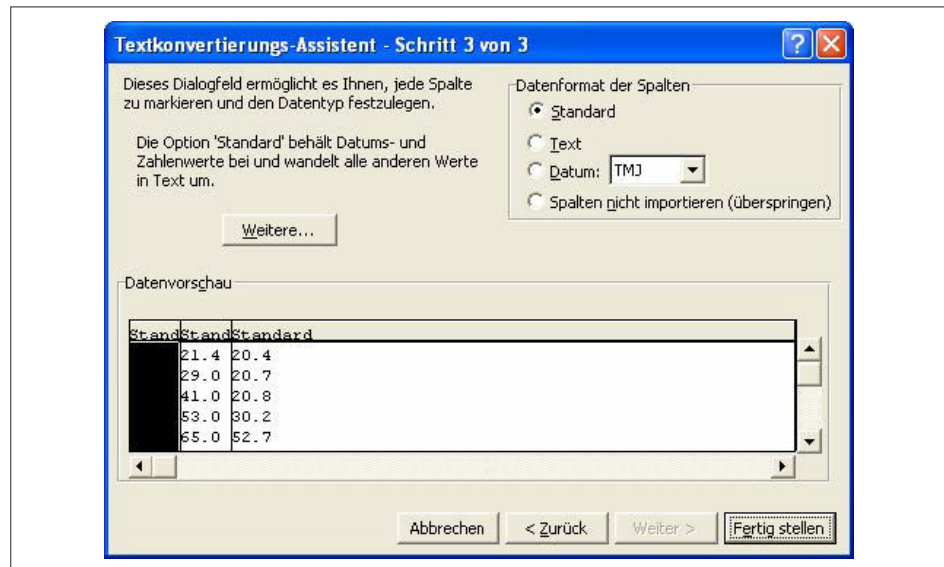 Textkonvertierungs-Assistent - Schritt 3 von 3
Dieses Dialogfeld ermöglicht es Ihnen, jede Spalte
zu markieren und den Datentyp festzulegen.
Die Option 'Standard' behält Datums- und
Zahlenwerte bei und wandelt alle anderen Werte
in Text um.
Weitere...
Datenformat der Spalten
Standard
Text
Datum: TMJ
Spalten nicht importieren (überspringen)
Datenvorschau
Stand Stand Standard
21.4 20.4
29.0 20.7
41.0 20.8
53.0 30.2
65.0 52.7
Abbrechen < Zurück Weiter > Fertig stellen